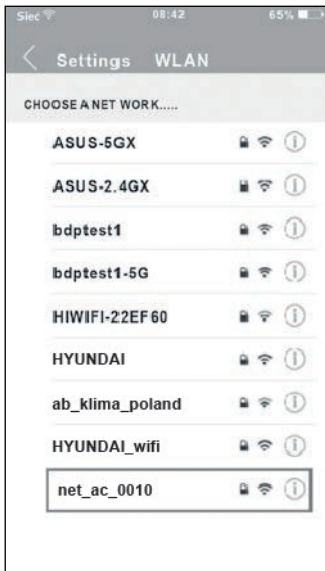 Sieć 08:42 65%
Settings WLAN
CHOOSE A NET WORK.....
ASUS-5GX
ASUS-2.4GX
bdptest1
bdptest1-5G
HIWIFI-22EF60
HYUNDAI
ab_klima_poland
HYUNDAI_wifi
net_ac_0010